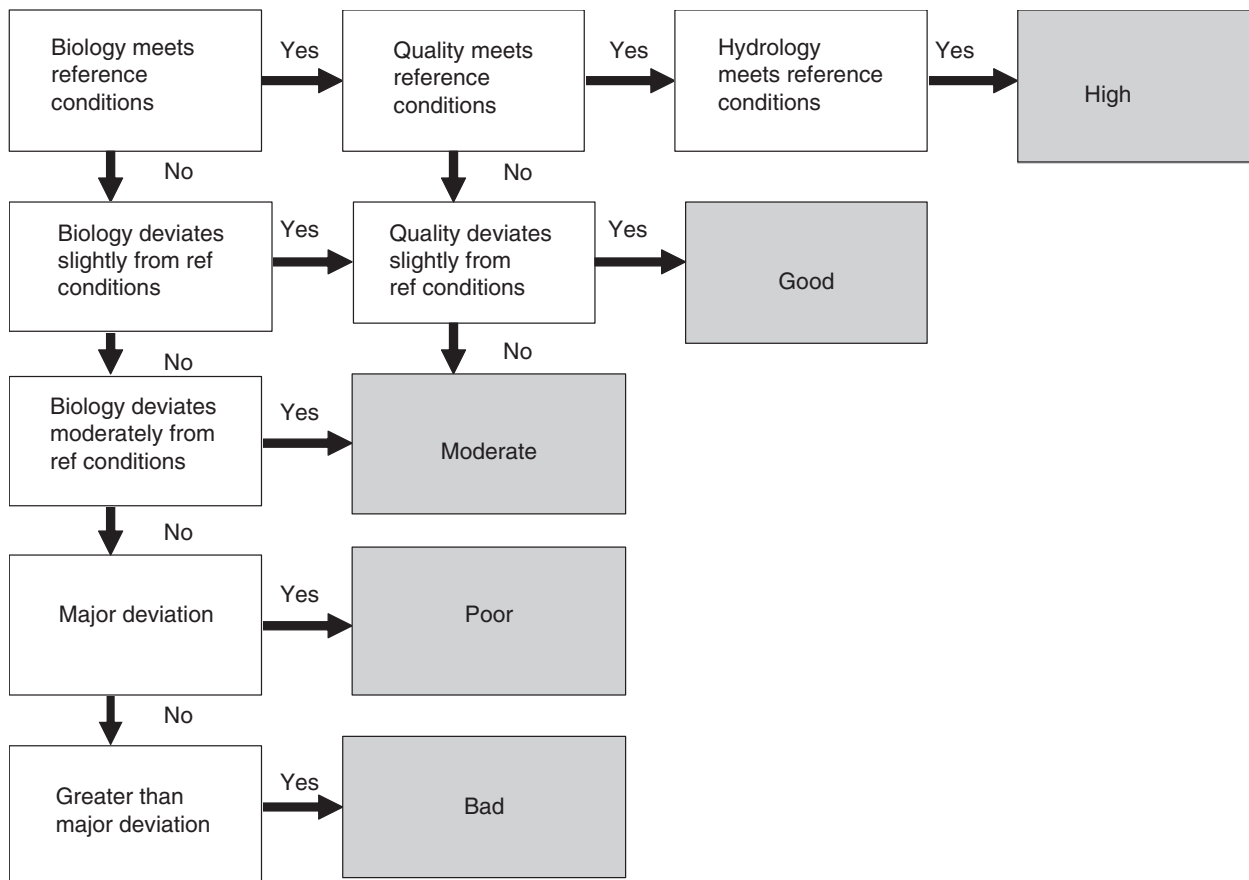 Biology meets
reference
conditions
Yes
Quality meets
reference
conditions
Yes
Hydrology
meets reference
conditions
Yes
High
No
No
Biology deviates
slightly from ref
conditions
Yes
Quality deviates
slightly from
ref conditions
Yes
Good
No
No
Biology deviates
moderately from
ref conditions
Yes
Moderate
No
Major deviation
Yes
Poor
No
Greater than
major deviation
Yes
Bad